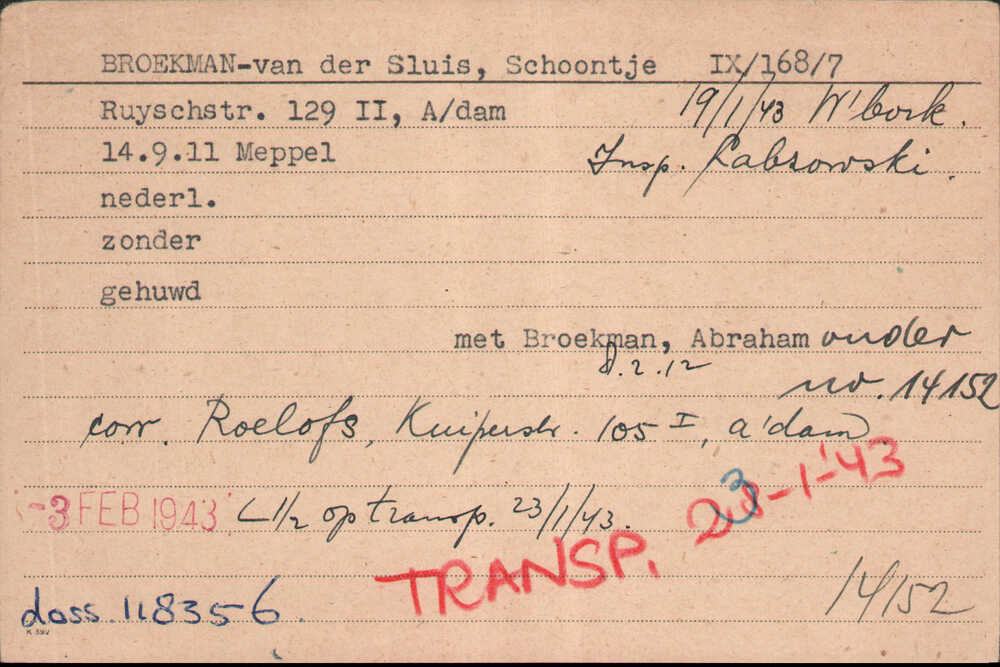 BROEKMAN-van der Sluis, Schoontje IX/168/7
Ruyschstr. 129 II, A/dam 19/1/43 W'bork.
14.9.11 Meppel Insp.
nederl.
zonder
gehuwd
met Broekman, Abraham onder
8.2.12 no. 14152
corr. Roelofs, Kuiperstr. 105 I, A'dam
-3 FEB 1943 L1/2 op transp. 23/1/43.
TRANSP. 23-1-'43
doss. 118356. 14152